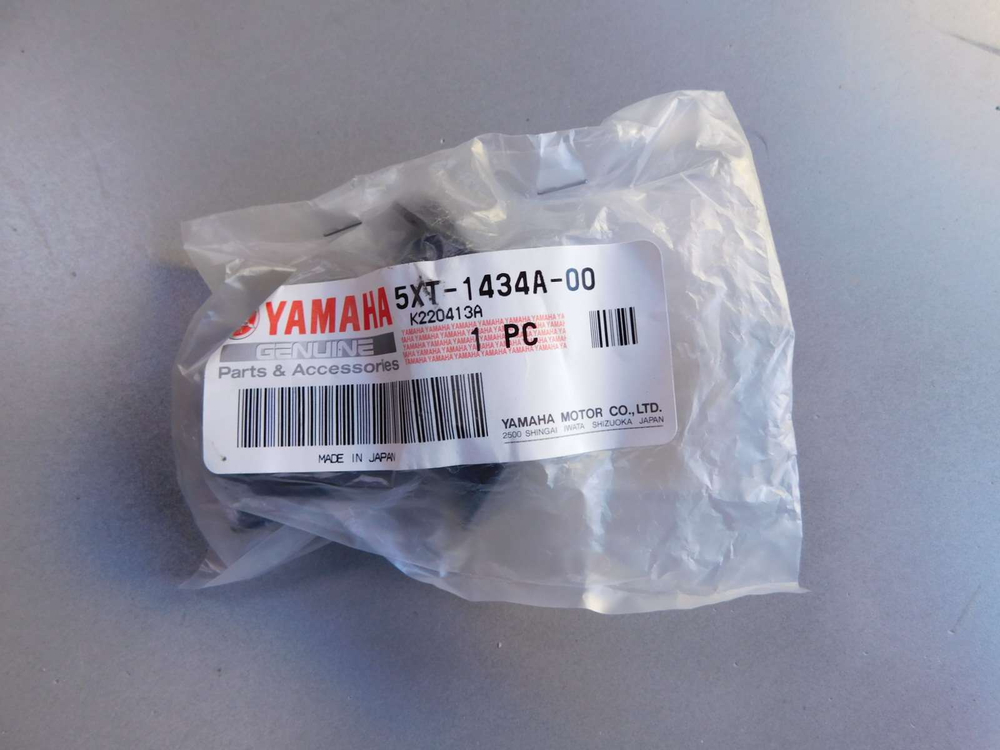 YAMAHA 5XT-1434A-00
K220413A
GENUINE
1 PC
Parts & Accessories
YAMAHA MOTOR CO., LTD.
2500 SHINGAI IWATA SHIZUOKA JAPAN
MADE IN JAPAN